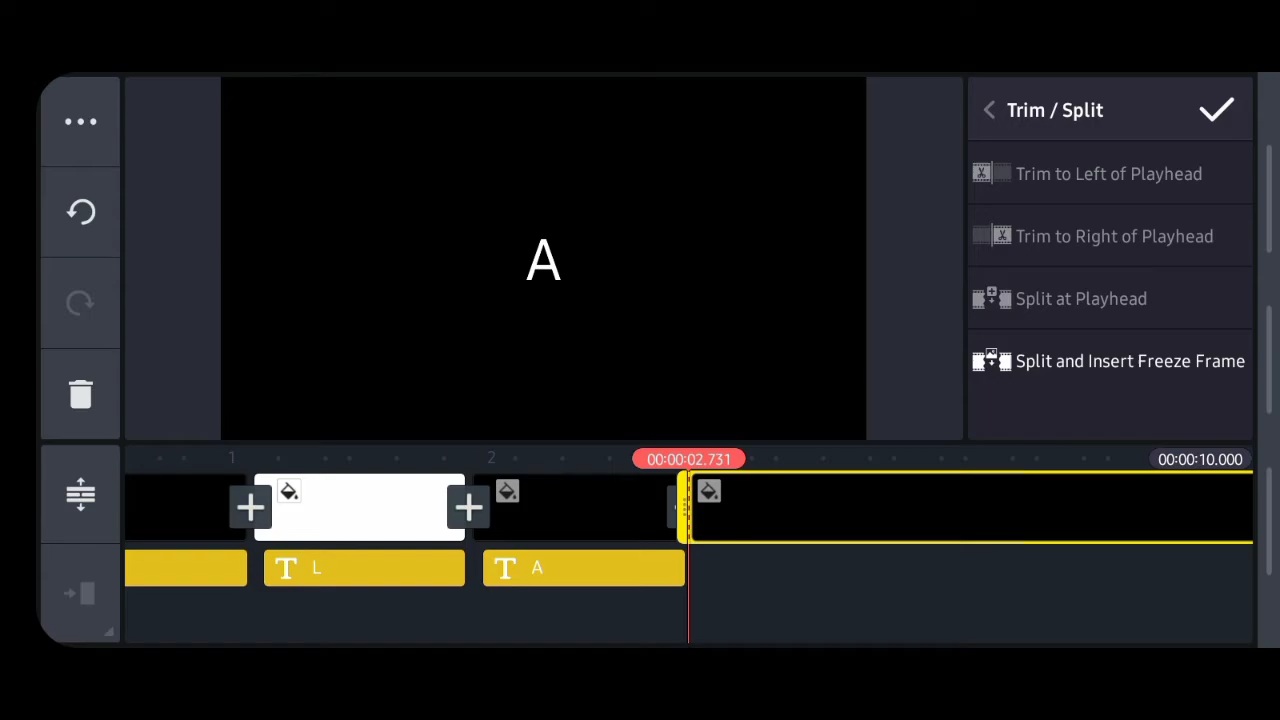 Trim / Split
Trim to Left of Playhead
Trim to Right of Playhead
Split at Playhead
Split and Insert Freeze Frame
A
1
2
00:00:02.731
00:00:10.000
T L
T A